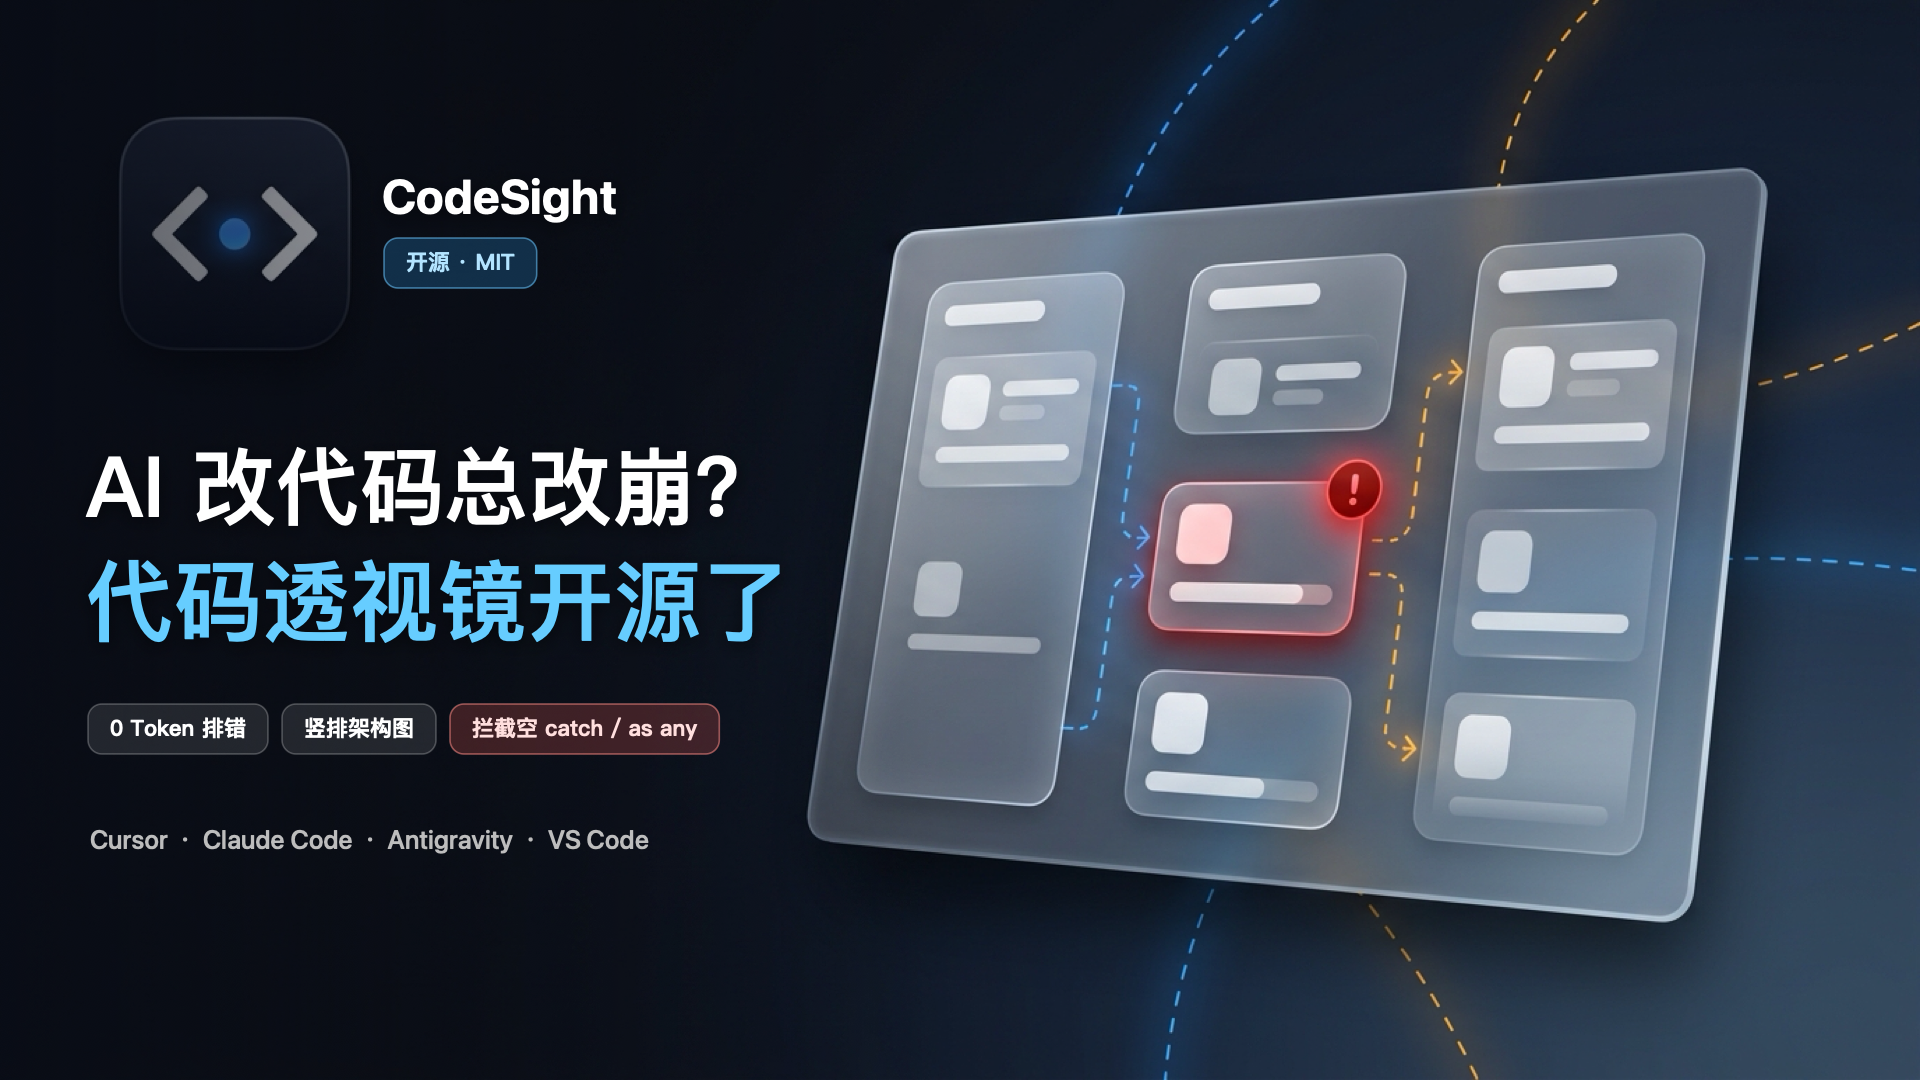 CodeSight
开源 · MIT
AI 改代码总改崩?
代码透视镜开源了
0 Token 排错
竖排架构图
拦截空 catch / as any
Cursor · Claude Code · Antigravity · VS Code